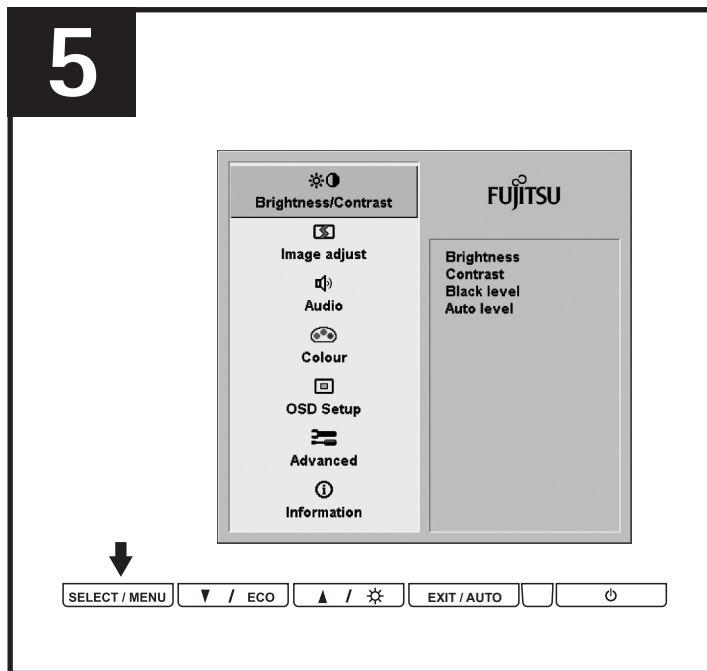 5
Brightness/Contrast
Image adjust
Audio
Colour
OSD Setup
Advanced
Information
FUJITSU
Brightness
Contrast
Black level
Auto level
SELECT / MENU
▼ / ECO
▲ / ☼
EXIT / AUTO